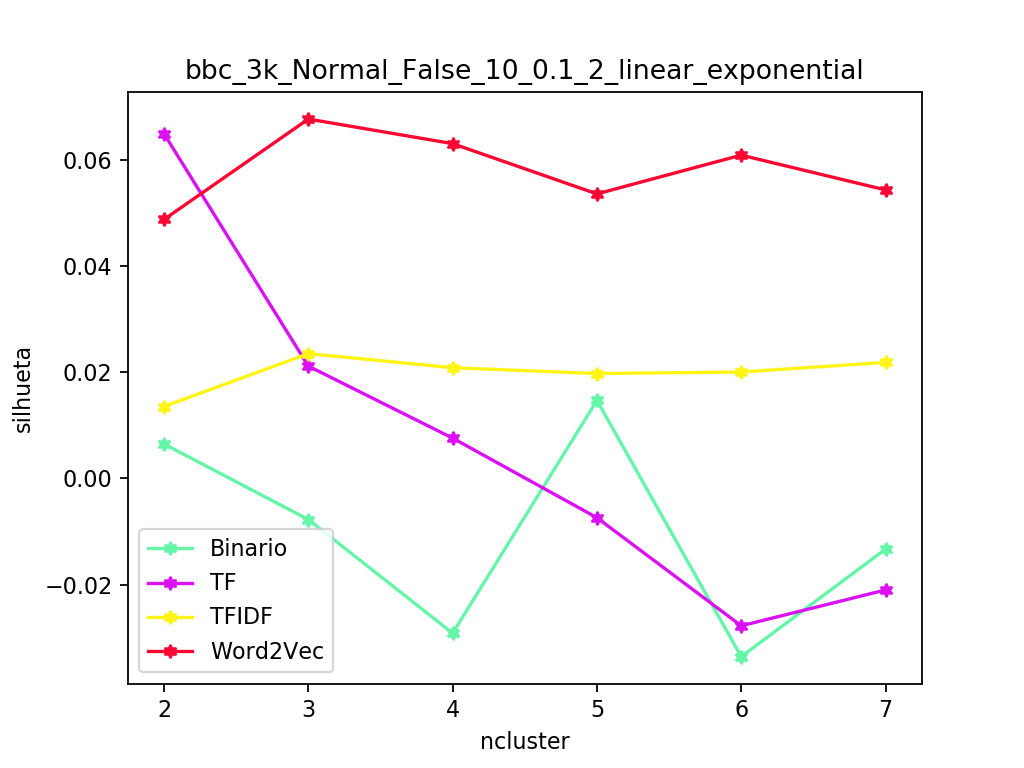 bbc_3k_Normal_False_10_0.1_2_linear_exponential
silhueta
0.06
0.04
0.02
0.00
−0.02
Binario
TF
TFIDF
Word2Vec
2 3 4 5 6 7
ncluster